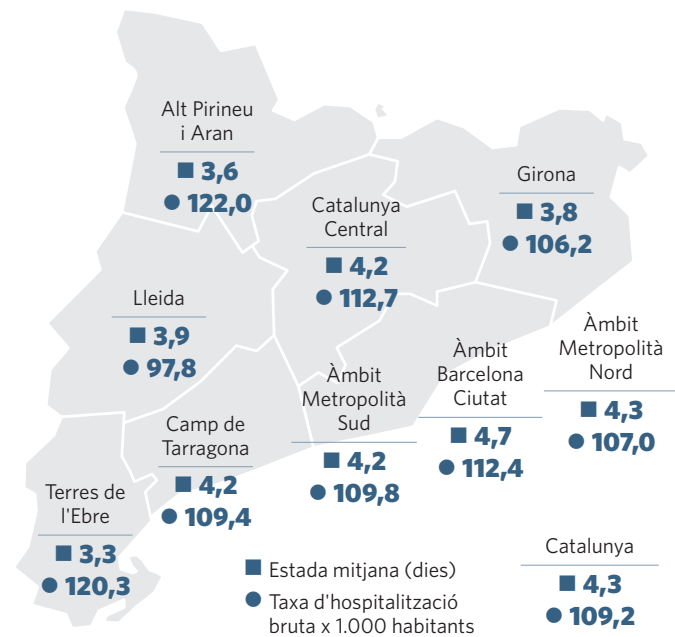 Alt Pirineu
i Aran
■ 3,6
● 122,0
Girona
■ 3,8
● 106,2
Catalunya
Central
■ 4,2
● 112,7
Lleida
■ 3,9
● 97,8
Àmbit
Metropolità
Nord
■ 4,3
● 107,0
Àmbit
Barcelona
Ciutat
■ 4,7
● 112,4
Àmbit
Metropolità
Sud
■ 4,2
● 109,8
Camp de
Tarragona
■ 4,2
● 109,4
Terres de
l'Ebre
■ 3,3
● 120,3
■ Estada mitjana (dies)
● Taxa d'hospitalització
bruta x 1.000 habitants
Catalunya
■ 4,3
● 109,2